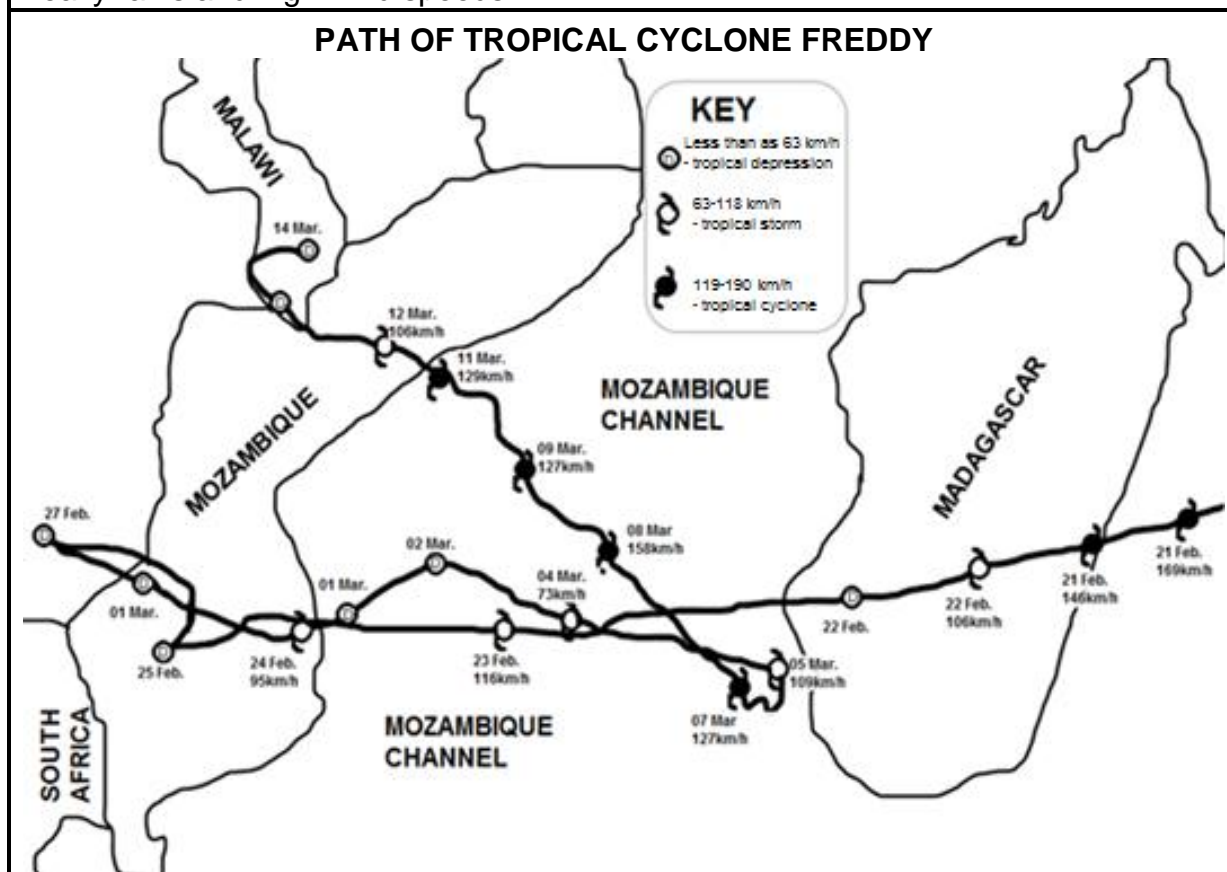 PATH OF TROPICAL CYCLONE FREDDY
KEY
Less than as 63 km/h
- tropical depression
63-118 km/h
- tropical storm
119-190 km/h
- tropical cyclone
MALAWI
14 Mar.
12 Mar.
106km/h
11 Mar.
129km/h
MOZAMBIQUE
CHANNEL
MADAGASCAR
MOZAMBIQUE
09 Mar.
127km/h
27 Feb.
08 Mar
158km/h
02 Mar.
21 Feb.
169km/h
01 Mar.
04 Mar.
73km/h
21 Feb.
146km/h
01 Mar.
22 Feb.
106km/h
22 Feb.
25 Feb.
24 Feb.
95km/h
23 Feb.
116km/h
05 Mar.
109km/h
07 Mar
127km/h
MOZAMBIQUE
CHANNEL
SOUTH
AFRICA